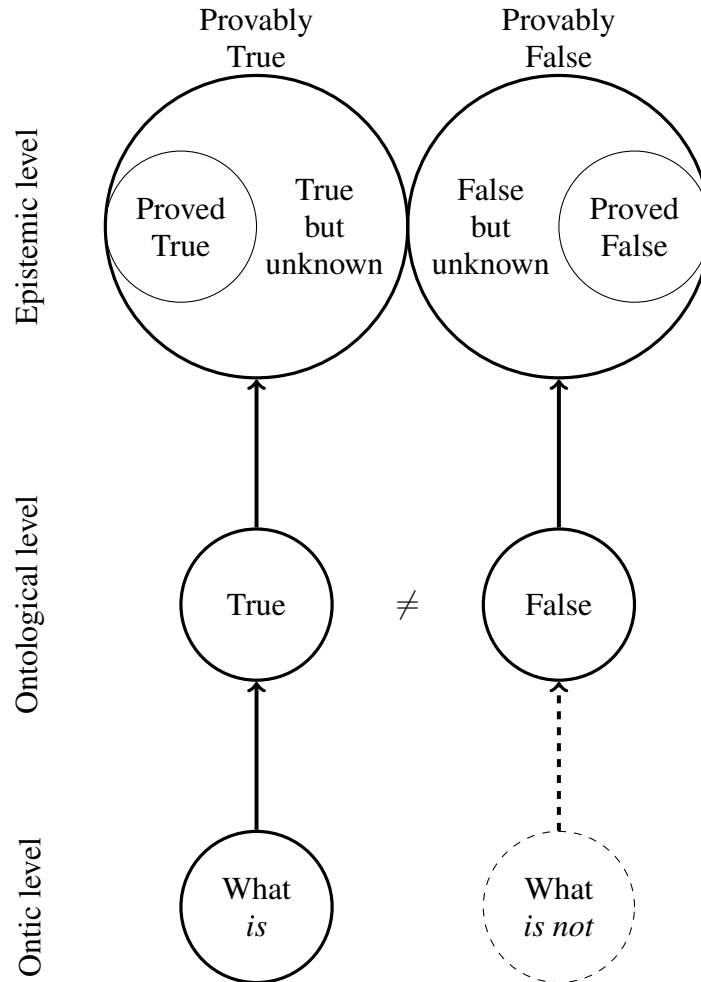 Provably
True
Provably
False
Epistemic level
Proved
True
True
but
unknown
False
but
unknown
Proved
False
Ontological level
True
≠
False
Ontic level
What
is
What
is not